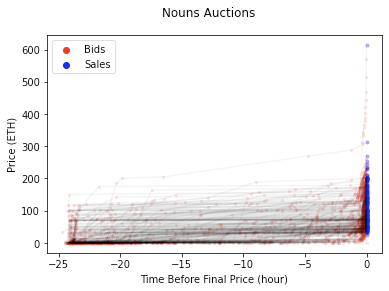 Nouns Auctions
Bids
Sales
Price (ETH)
600
500
400
300
200
100
0
−25
−20
−15
−10
−5
0
Time Before Final Price (hour)